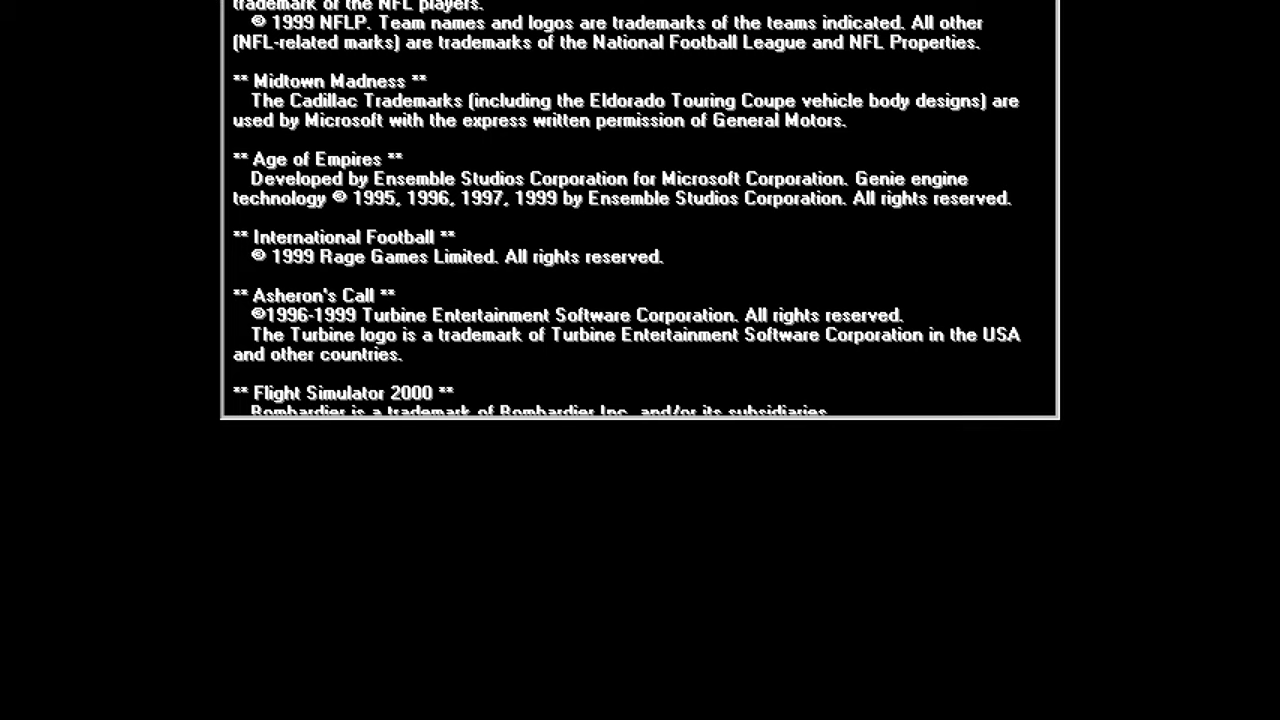 trademark of the NFL players.
© 1999 NFLP. Team names and logos are trademarks of the teams indicated. All other
(NFL-related marks) are trademarks of the National Football League and NFL Properties.
** Midtown Madness **
The Cadillac Trademarks (including the Eldorado Touring Coupe vehicle body designs) are
used by Microsoft with the express written permission of General Motors.
** Age of Empires **
Developed by Ensemble Studios Corporation for Microsoft Corporation. Genie engine
technology © 1995, 1996, 1997, 1999 by Ensemble Studios Corporation. All rights reserved.
** International Football **
© 1999 Rage Games Limited. All rights reserved.
** Asheron's Call **
©1996-1999 Turbine Entertainment Software Corporation. All rights reserved.
The Turbine logo is a trademark of Turbine Entertainment Software Corporation in the USA
and other countries.
** Flight Simulator 2000 **
Bombardier is a trademark of Bombardier Inc. and/or its subsidiaries.